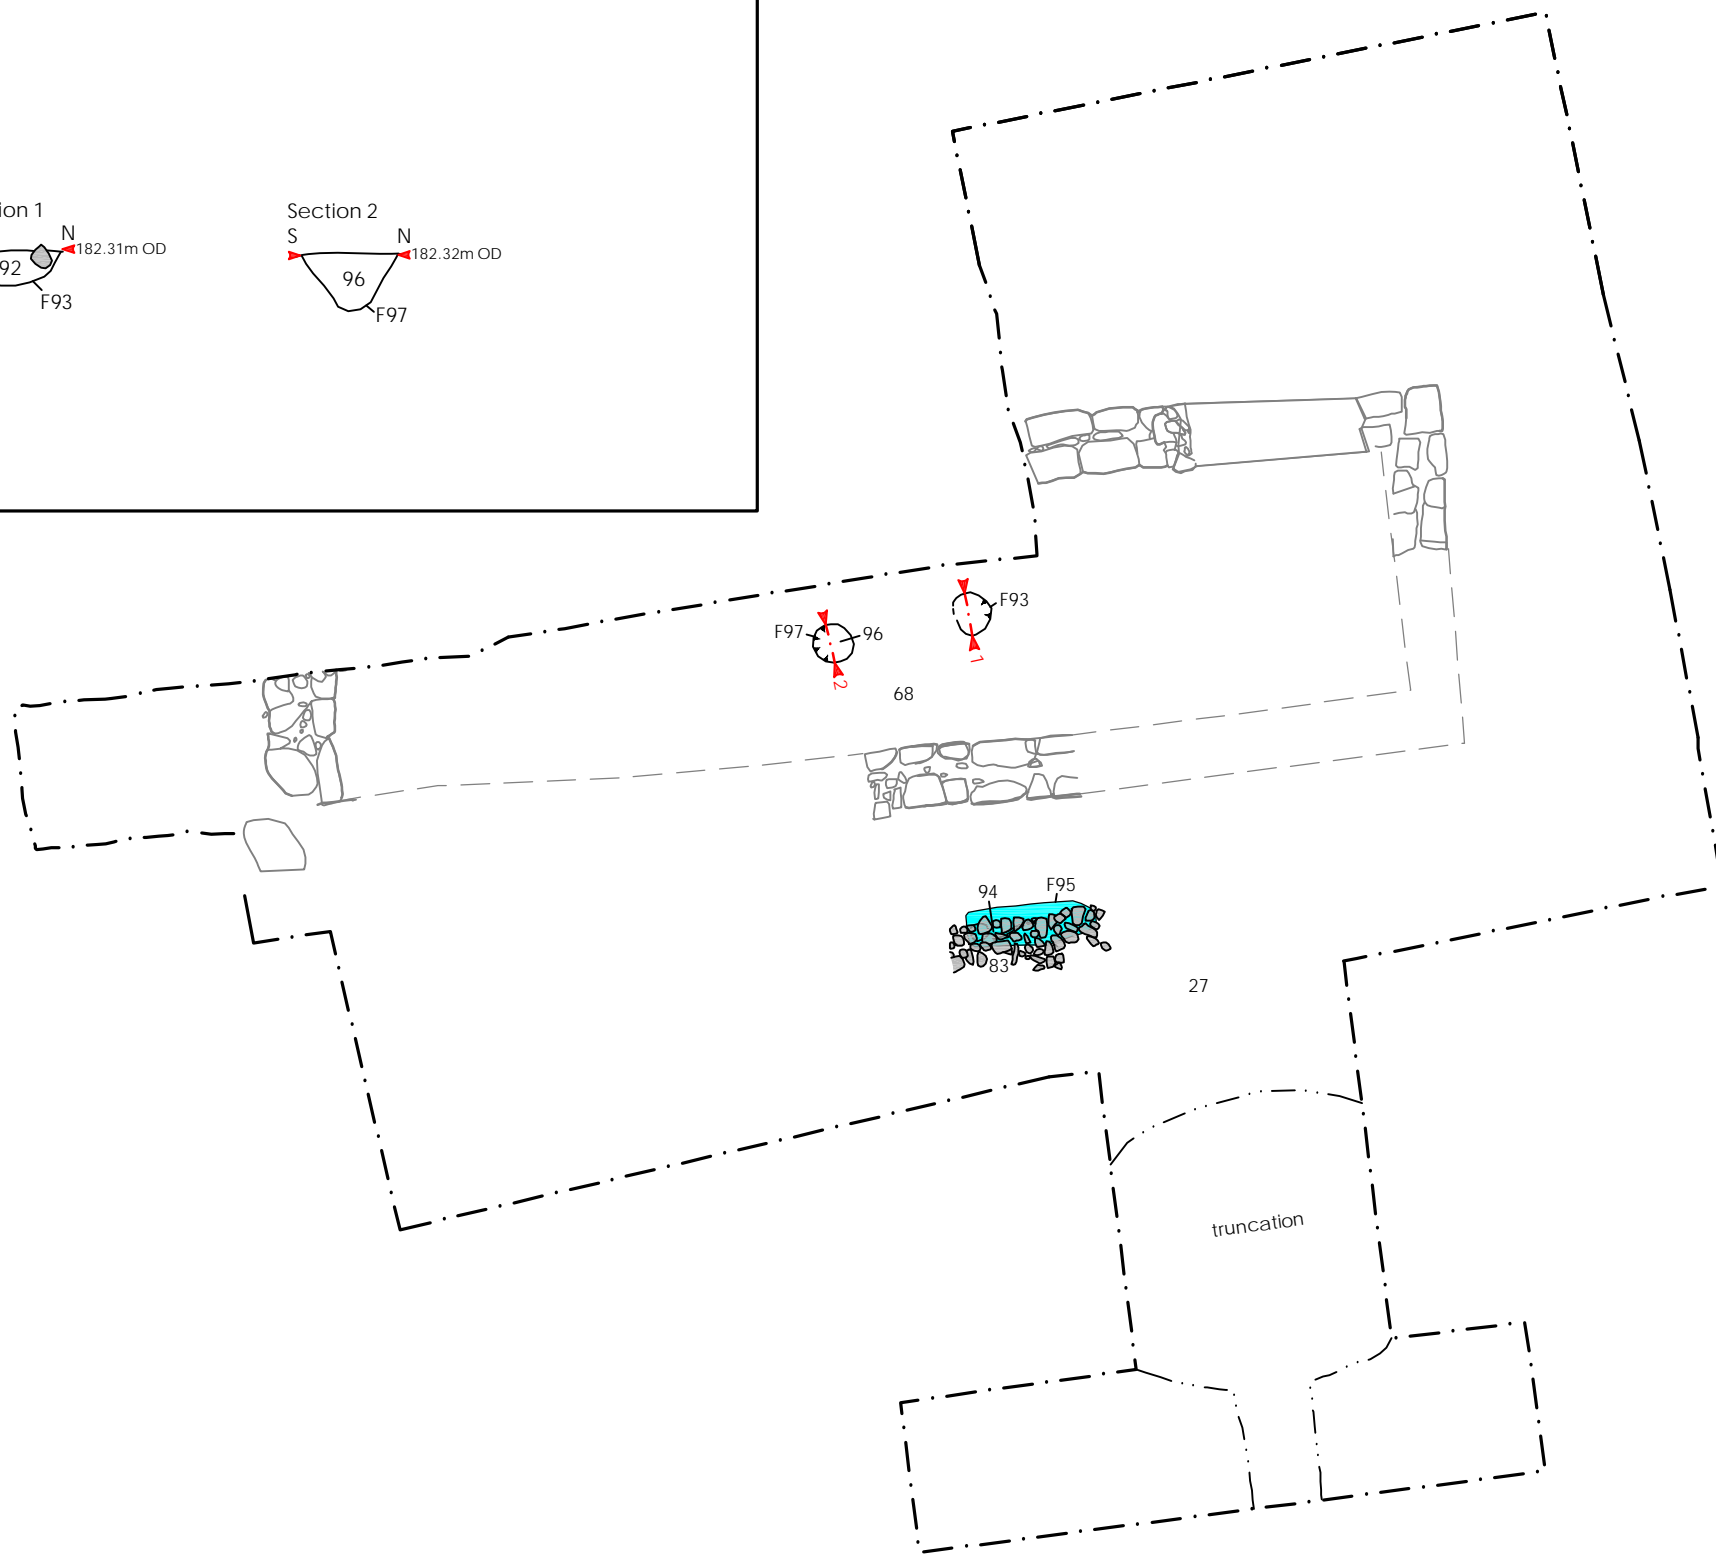 ion 1
N
182.31m OD
92
F93
Section 2
S N
182.32m OD
96
F97
F93
1
F97 96
2
68
94 F95
83
27
truncation